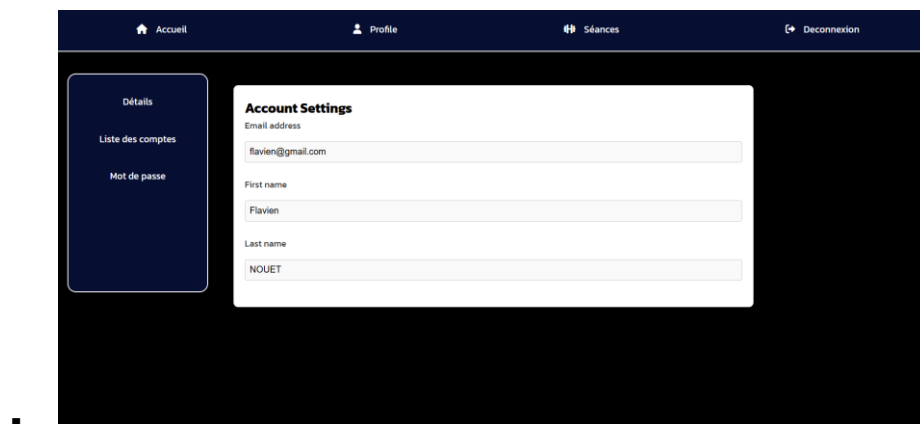 Accueil
Profile
Séances
Deconnexion
Détails
Liste des comptes
Mot de passe
Account Settings
Email address
flavien@gmail.com
First name
Flavien
Last name
NOUET